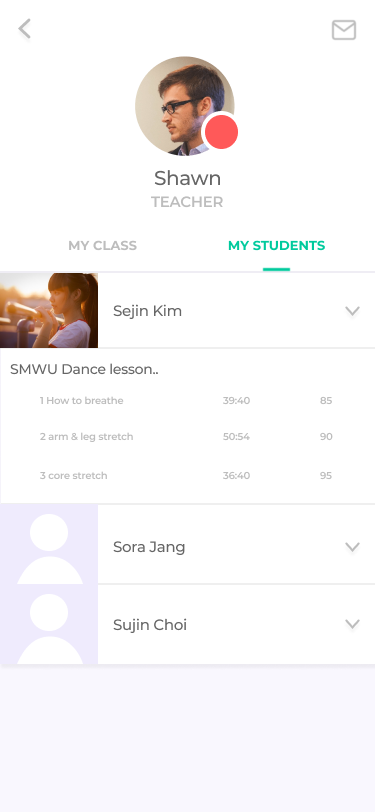 Shawn
TEACHER
MY CLASS MY STUDENTS
Sejin Kim
SMWU Dance lesson..
1 How to breathe 39:40 85
2 arm & leg stretch 50:54 90
3 core stretch 36:40 95
Sora Jang
Sujin Choi